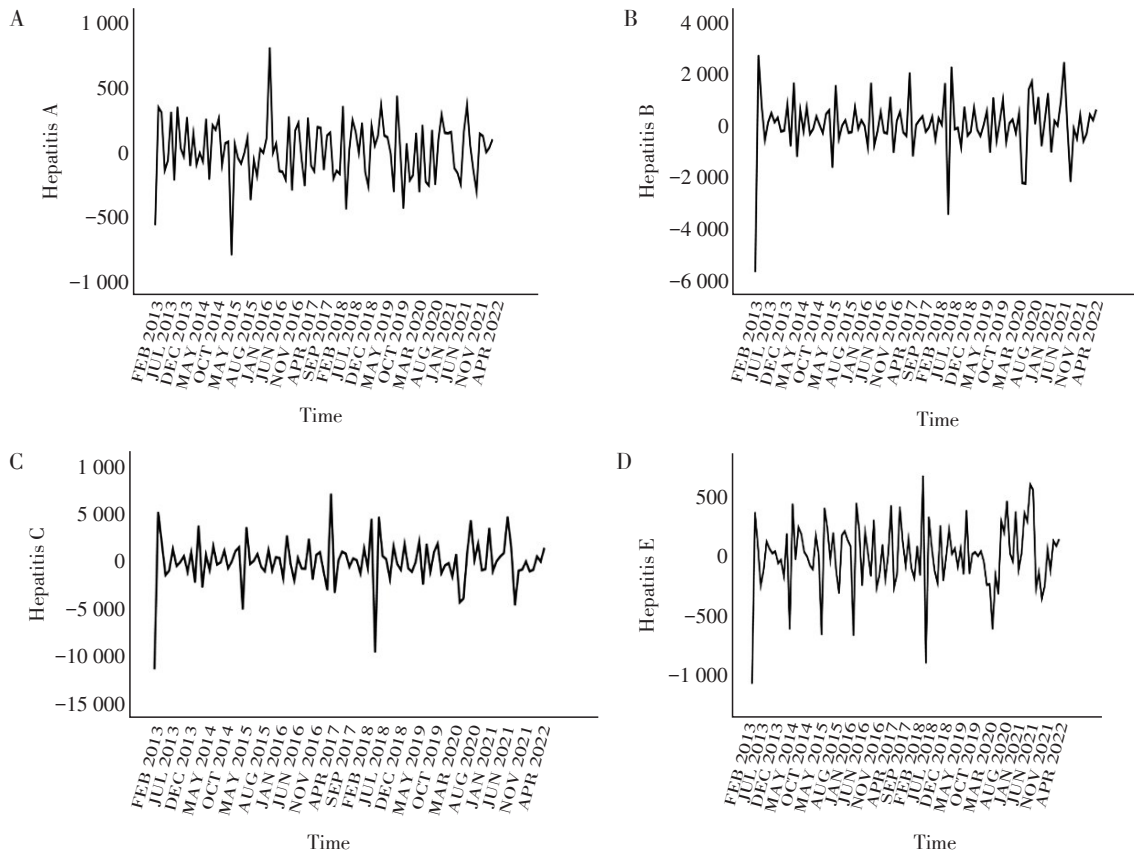 A
1 000
500
0
−500
−1 000
Hepatitis A
FEB 2013
JUL 2013
DEC 2013
MAY 2014
OCT 2014
MAY 2015
AUG 2015
JAN 2016
JUN 2016
NOV 2016
APR 2017
SEP 2017
FEB 2018
JUL 2018
DEC 2018
MAY 2019
OCT 2019
MAR 2020
AUG 2020
JAN 2021
JUN 2021
NOV 2021
APR 2022
Time
B
4 000
2 000
0
−2 000
−4 000
−6 000
Hepatitis B
FEB 2013
JUL 2013
DEC 2013
MAY 2014
OCT 2014
MAY 2015
AUG 2015
JAN 2016
JUN 2016
NOV 2016
APR 2017
SEP 2017
FEB 2018
JUL 2018
DEC 2018
MAY 2019
OCT 2019
MAR 2020
AUG 2020
JAN 2021
JUN 2021
NOV 2021
APR 2022
Time
C
1 000
5 000
0
−5 000
−10 000
−15 000
Hepatitis C
FEB 2013
JUL 2013
DEC 2013
MAY 2014
OCT 2014
MAY 2015
AUG 2015
JAN 2016
JUN 2016
NOV 2016
APR 2017
SEP 2017
FEB 2018
JUL 2018
DEC 2018
MAY 2019
OCT 2019
MAR 2020
AUG 2020
JAN 2021
JUN 2021
NOV 2021
APR 2022
Time
D
500
0
−500
−1 000
Hepatitis E
FEB 2013
JUL 2013
DEC 2013
MAY 2014
OCT 2014
MAY 2015
AUG 2015
JAN 2016
JUN 2016
NOV 2016
APR 2017
SEP 2017
FEB 2018
JUL 2018
DEC 2018
MAY 2019
OCT 2019
MAR 2020
AUG 2020
JAN 2021
JUN 2021
NOV 2021
APR 2022
Time